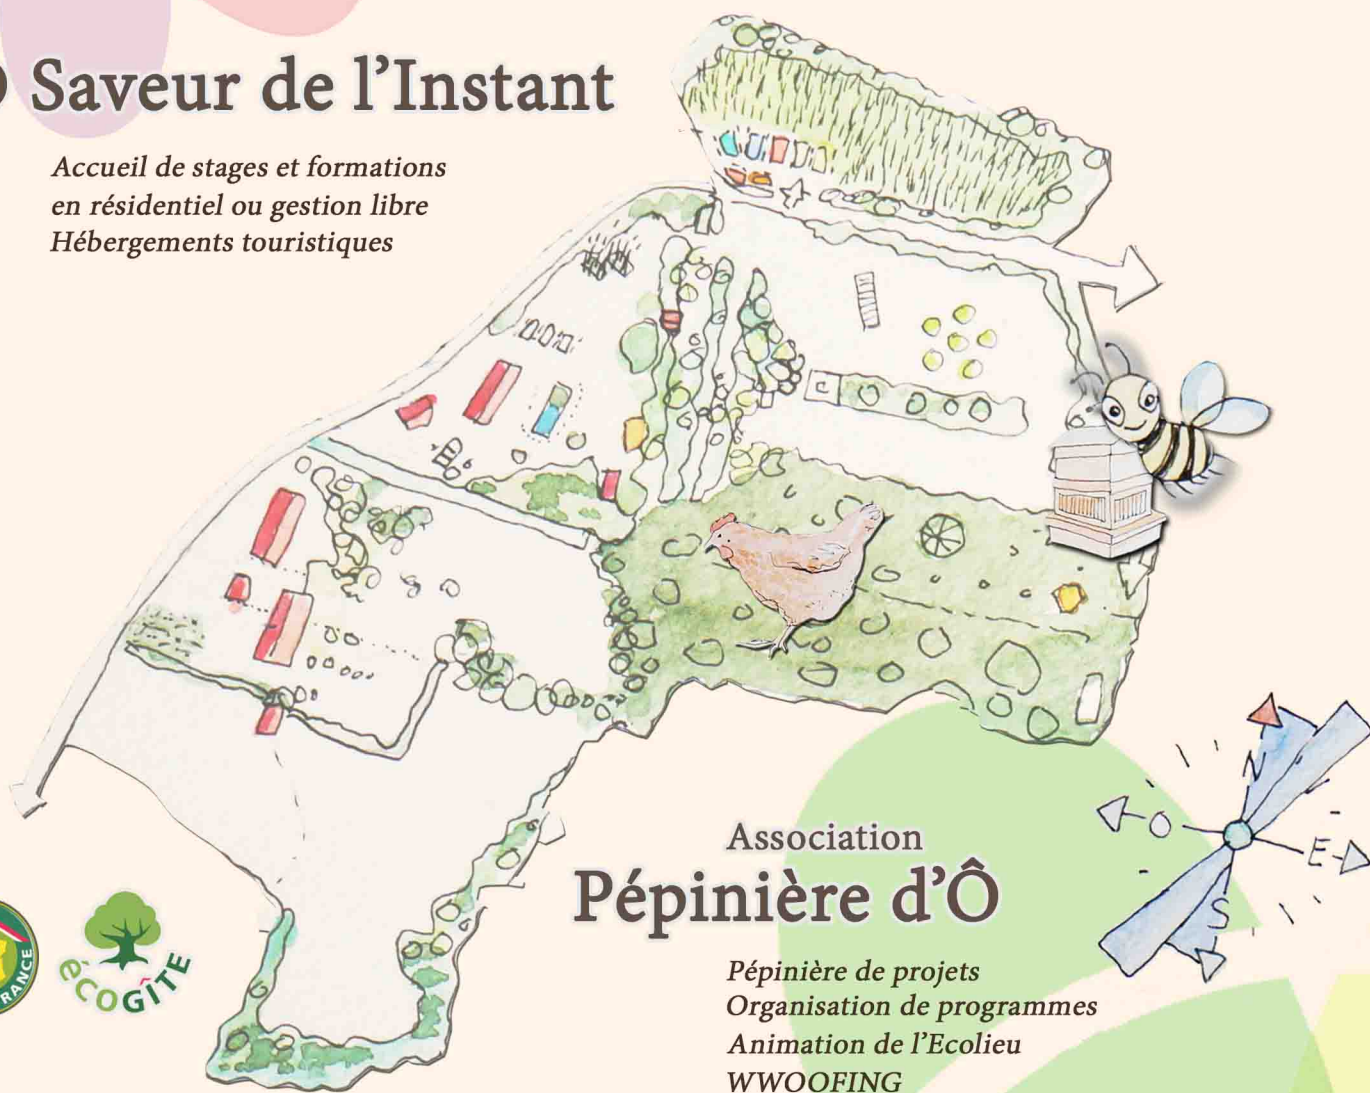 Saveur de l'Instant
Accueil de stages et formations
en résidentiel ou gestion libre
Hébergements touristiques
N
O
E
S
Association
Pépinière d'Ô
Pépinière de projets
Organisation de programmes
Animation de l'Ecolieu
WWOOFING
FRANCE
écoGÎTE